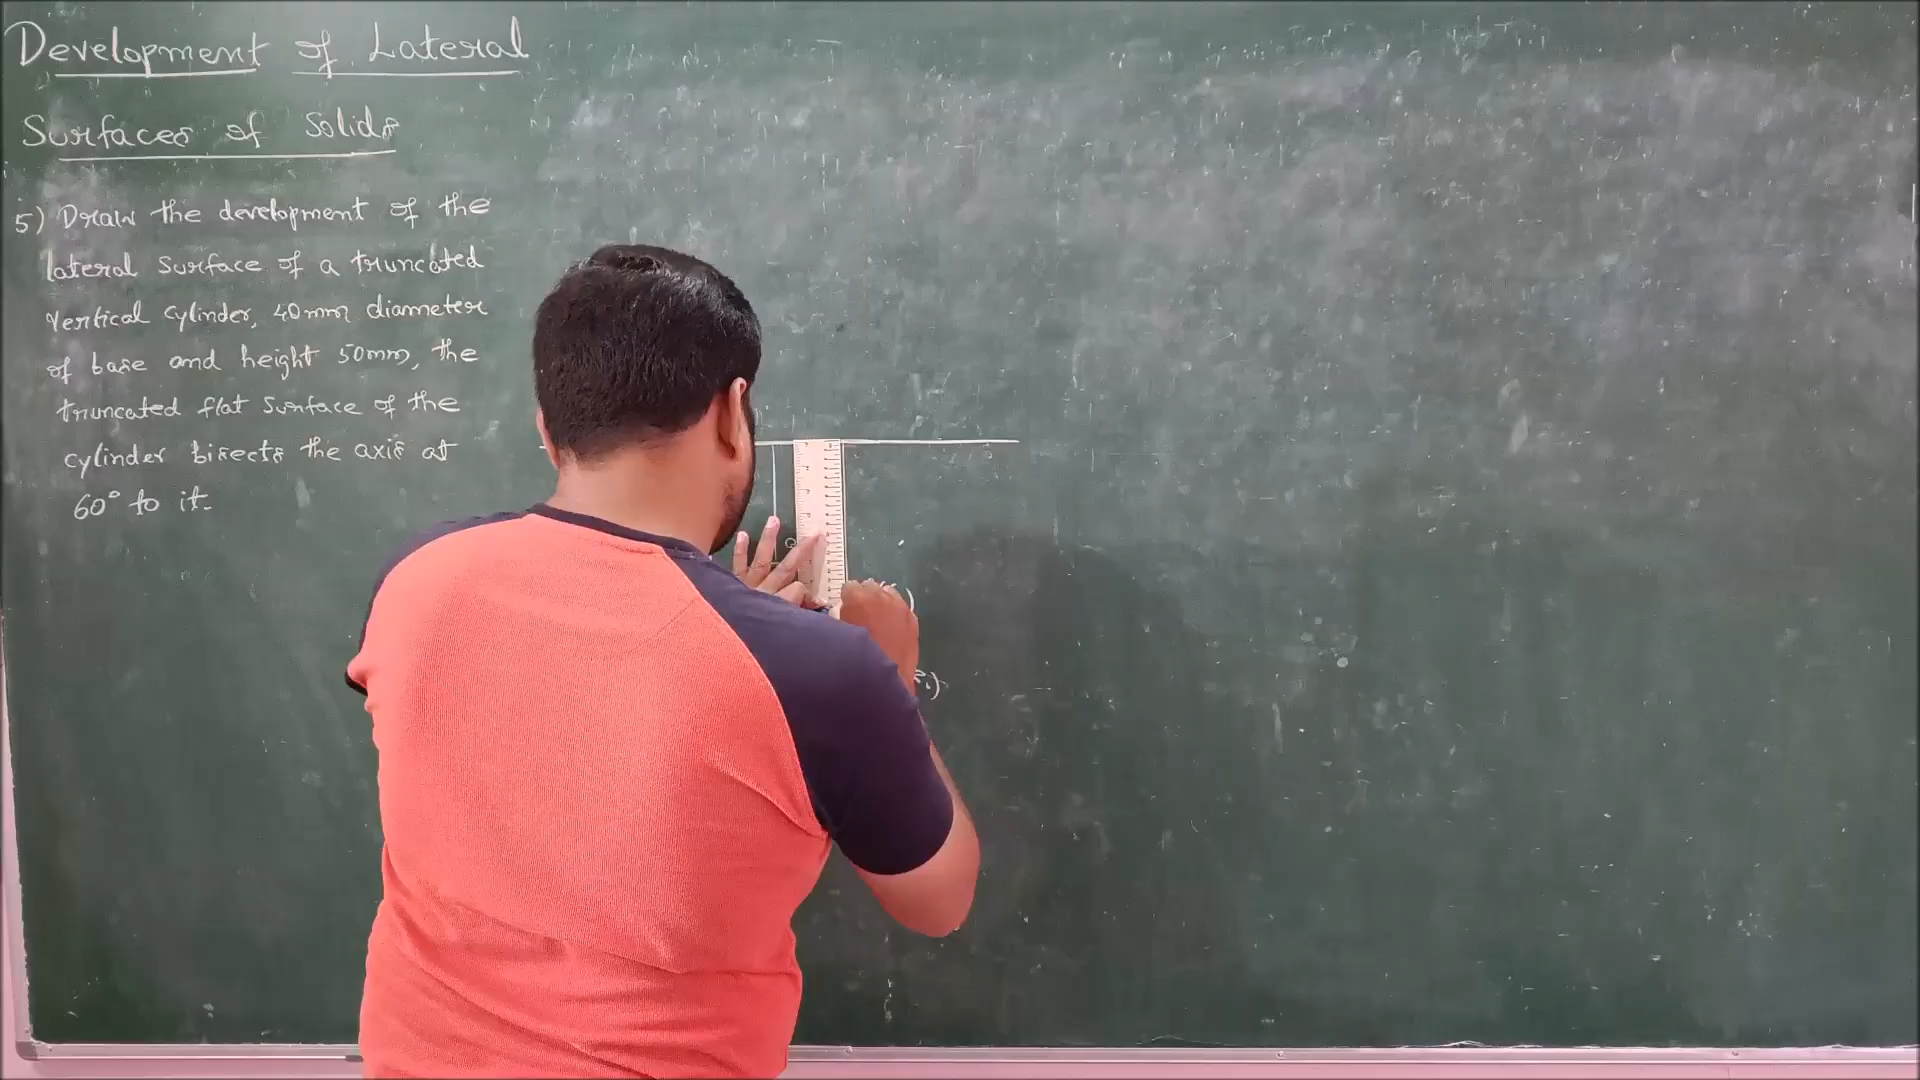 Development of Lateral
Surfaces of Solids
5) Draw the development of the
lateral surface of a truncated
vertical cylinder, 40mm diameter
of base and height 50mm, the
truncated flat surface of the
cylinder bisects the axis at
60° to it.